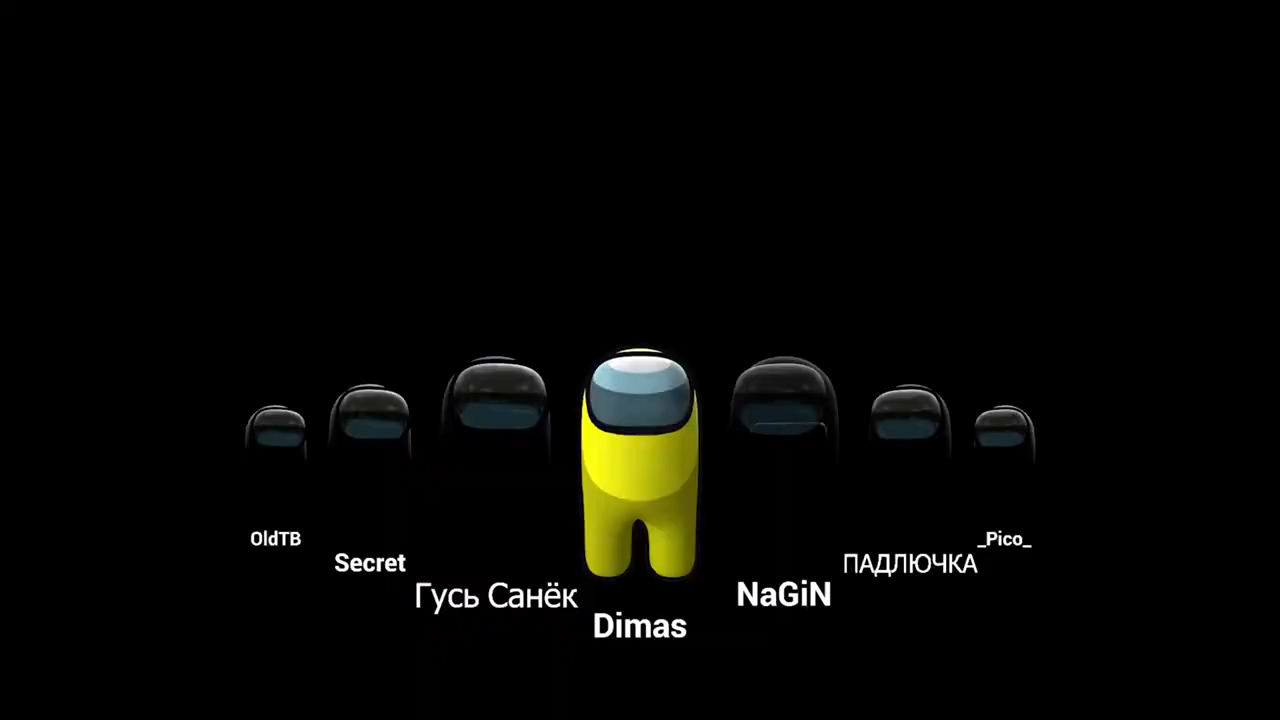 OldTB
Secret
Гусь Санёк
Dimas
NaGiN
ПАДЛЮЧКА
_Pico_